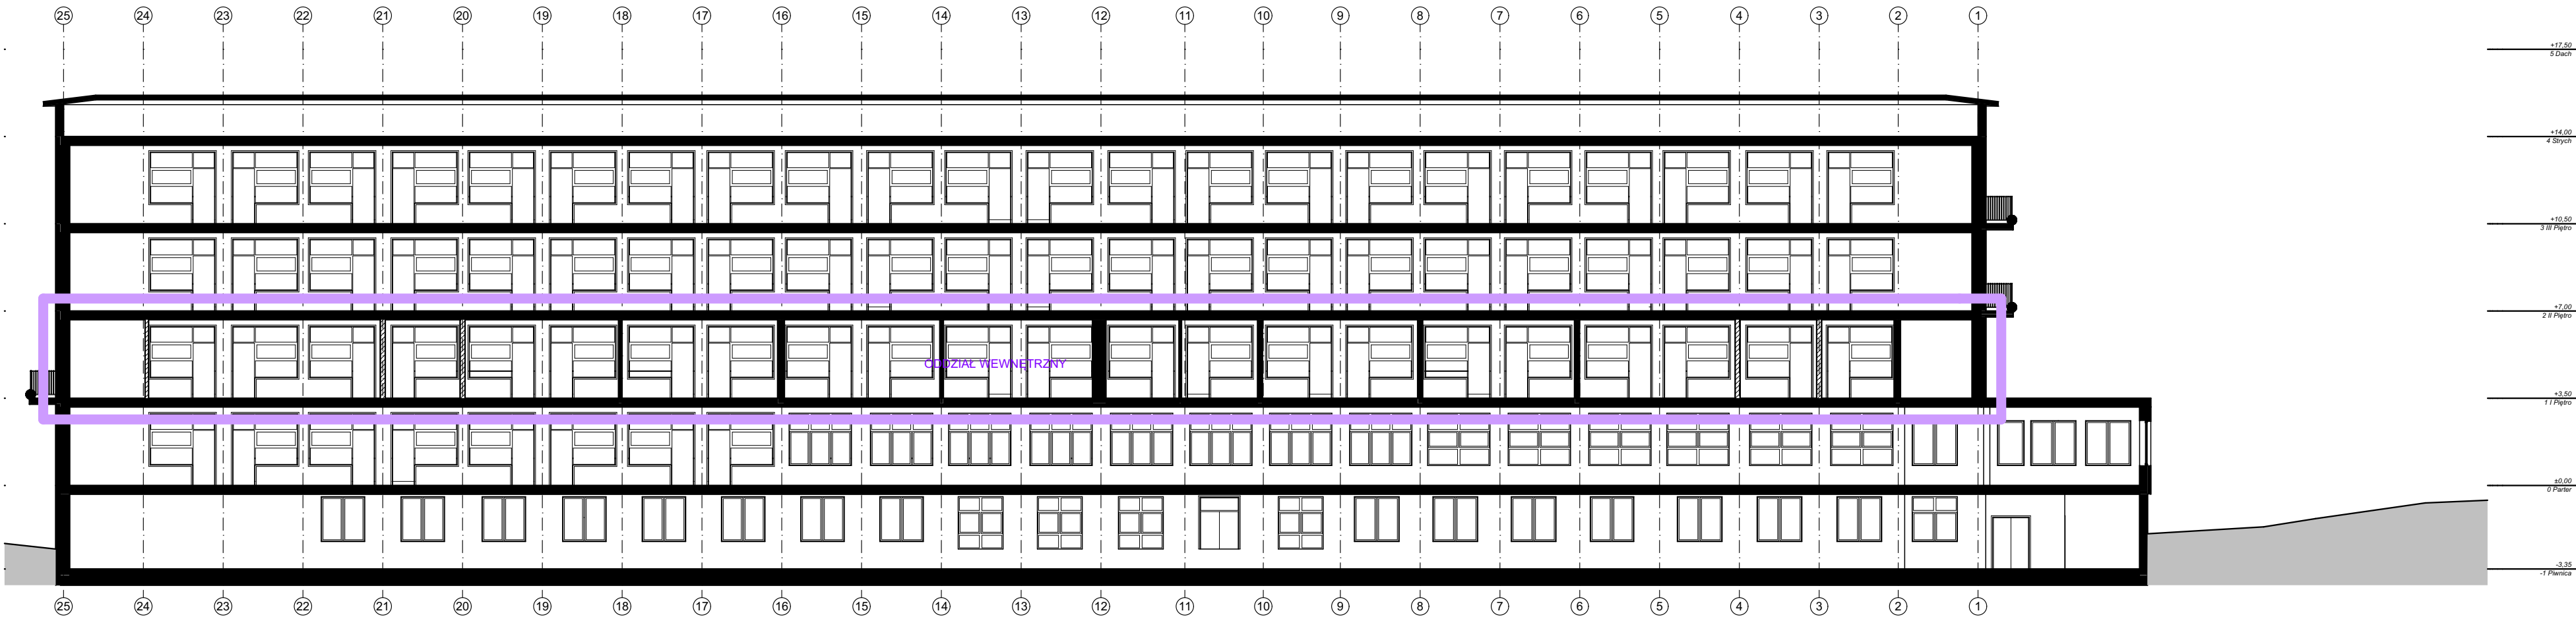 25 24 23 22 21 20 19 18 17 16 15 14 13 12 11 10 9 8 7 6 5 4 3 2 1
+17,50
5 Dach
+14,00
4 Strych
+10,50
3 III Piętro
+7,00
2 II Piętro
ODDZIAŁ WEWNĘTRZNY
+3,50
1 I Piętro
±0,00
0 Parter
-3,35
-1 Piwnica
25 24 23 22 21 20 19 18 17 16 15 14 13 12 11 10 9 8 7 6 5 4 3 2 1